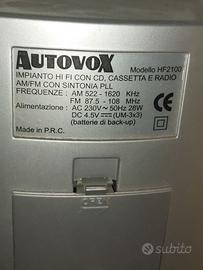 AUTOVOX
IMPIANTO HI FI CON CD, CASSETTA E RADIO Modello HF2100
AM/FM CON SINTONIA PLL
FREQUENZE : AM 522 - 1620 KHz
FM 87.5 - 108 MHz
Alimentazione : AC 230V ~ 50Hz 28W
DC 4.5V (UM-3x3)
(batterie di back-up)
Made in P.R.C.
CE
OPEN
subito